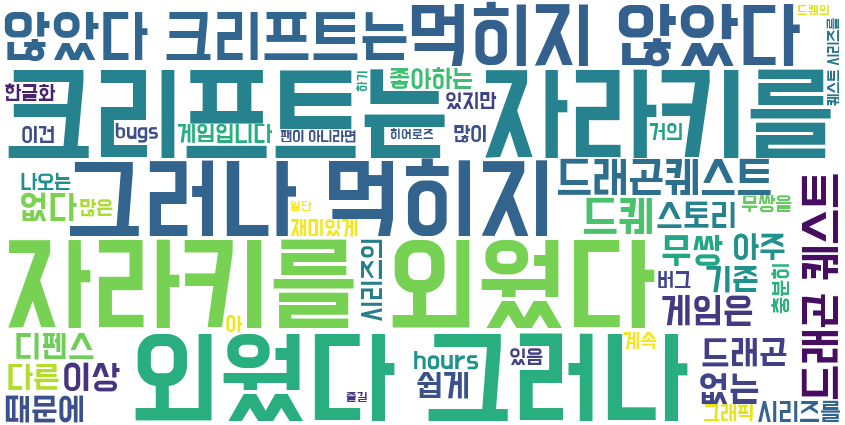 않았다 크리프트는 먹히지 않았다 드퀘의
크리프트는 자라키를
퀘스트 시리즈를
한글화 하기 좋아하는 있지만
이건 bugs 게임입니다 팬이 아니라면 히어로즈 많이 거의
그러나 먹히지 드래곤퀘스트
나오는 없다 많은 일단 재미있게
드퀘 스토리 무쌍을
자라키를 외웠다
시리즈의 무쌍 아주
버그 기존 충분히
게임은
드래곤 퀘스트
아
디펜스 외웠다 그러나
계속
다른 이상 hours 있음 드래곤
쉽게 없는
때문에 즐길 그래픽 시리즈를